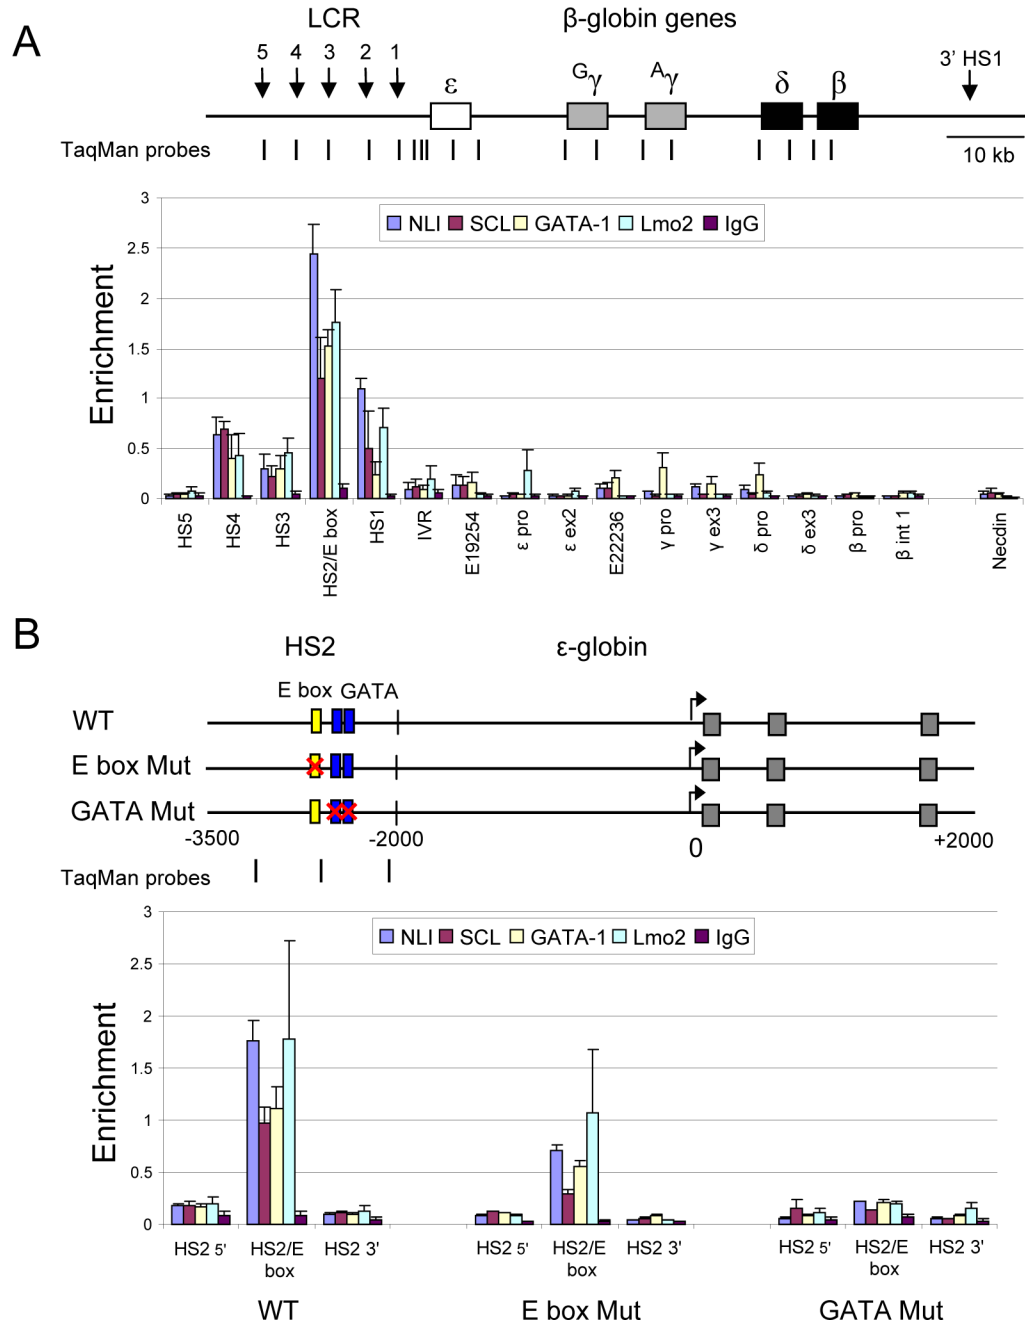 A
LCR
β-globin genes
5 4 3 2 1
ε
Gγ
Aγ
δ
β
3' HS1
TaqMan probes
10 kb
3
2.5
2
1.5
1
0.5
0
Enrichment
NLI SCL GATA-1 Lmo2 IgG
HS5
HS4
HS3
HS2/E box
HS1
IVR
E19254
ε pro
ε ex2
E22236
γ pro
γ ex3
δ pro
δ ex3
β pro
β int 1
Necdin
B
HS2
ε-globin
E box GATA
WT
E box Mut
GATA Mut
-3500 -2000 0 +2000
TaqMan probes
3
2
1.5
1
0.5
0
Enrichment
NLI SCL GATA-1 Lmo2 IgG
HS2 5' HS2/E box HS2 3'
HS2 5' HS2/E box HS2 3'
HS2 5' HS2/E box HS2 3'
WT
E box Mut
GATA Mut